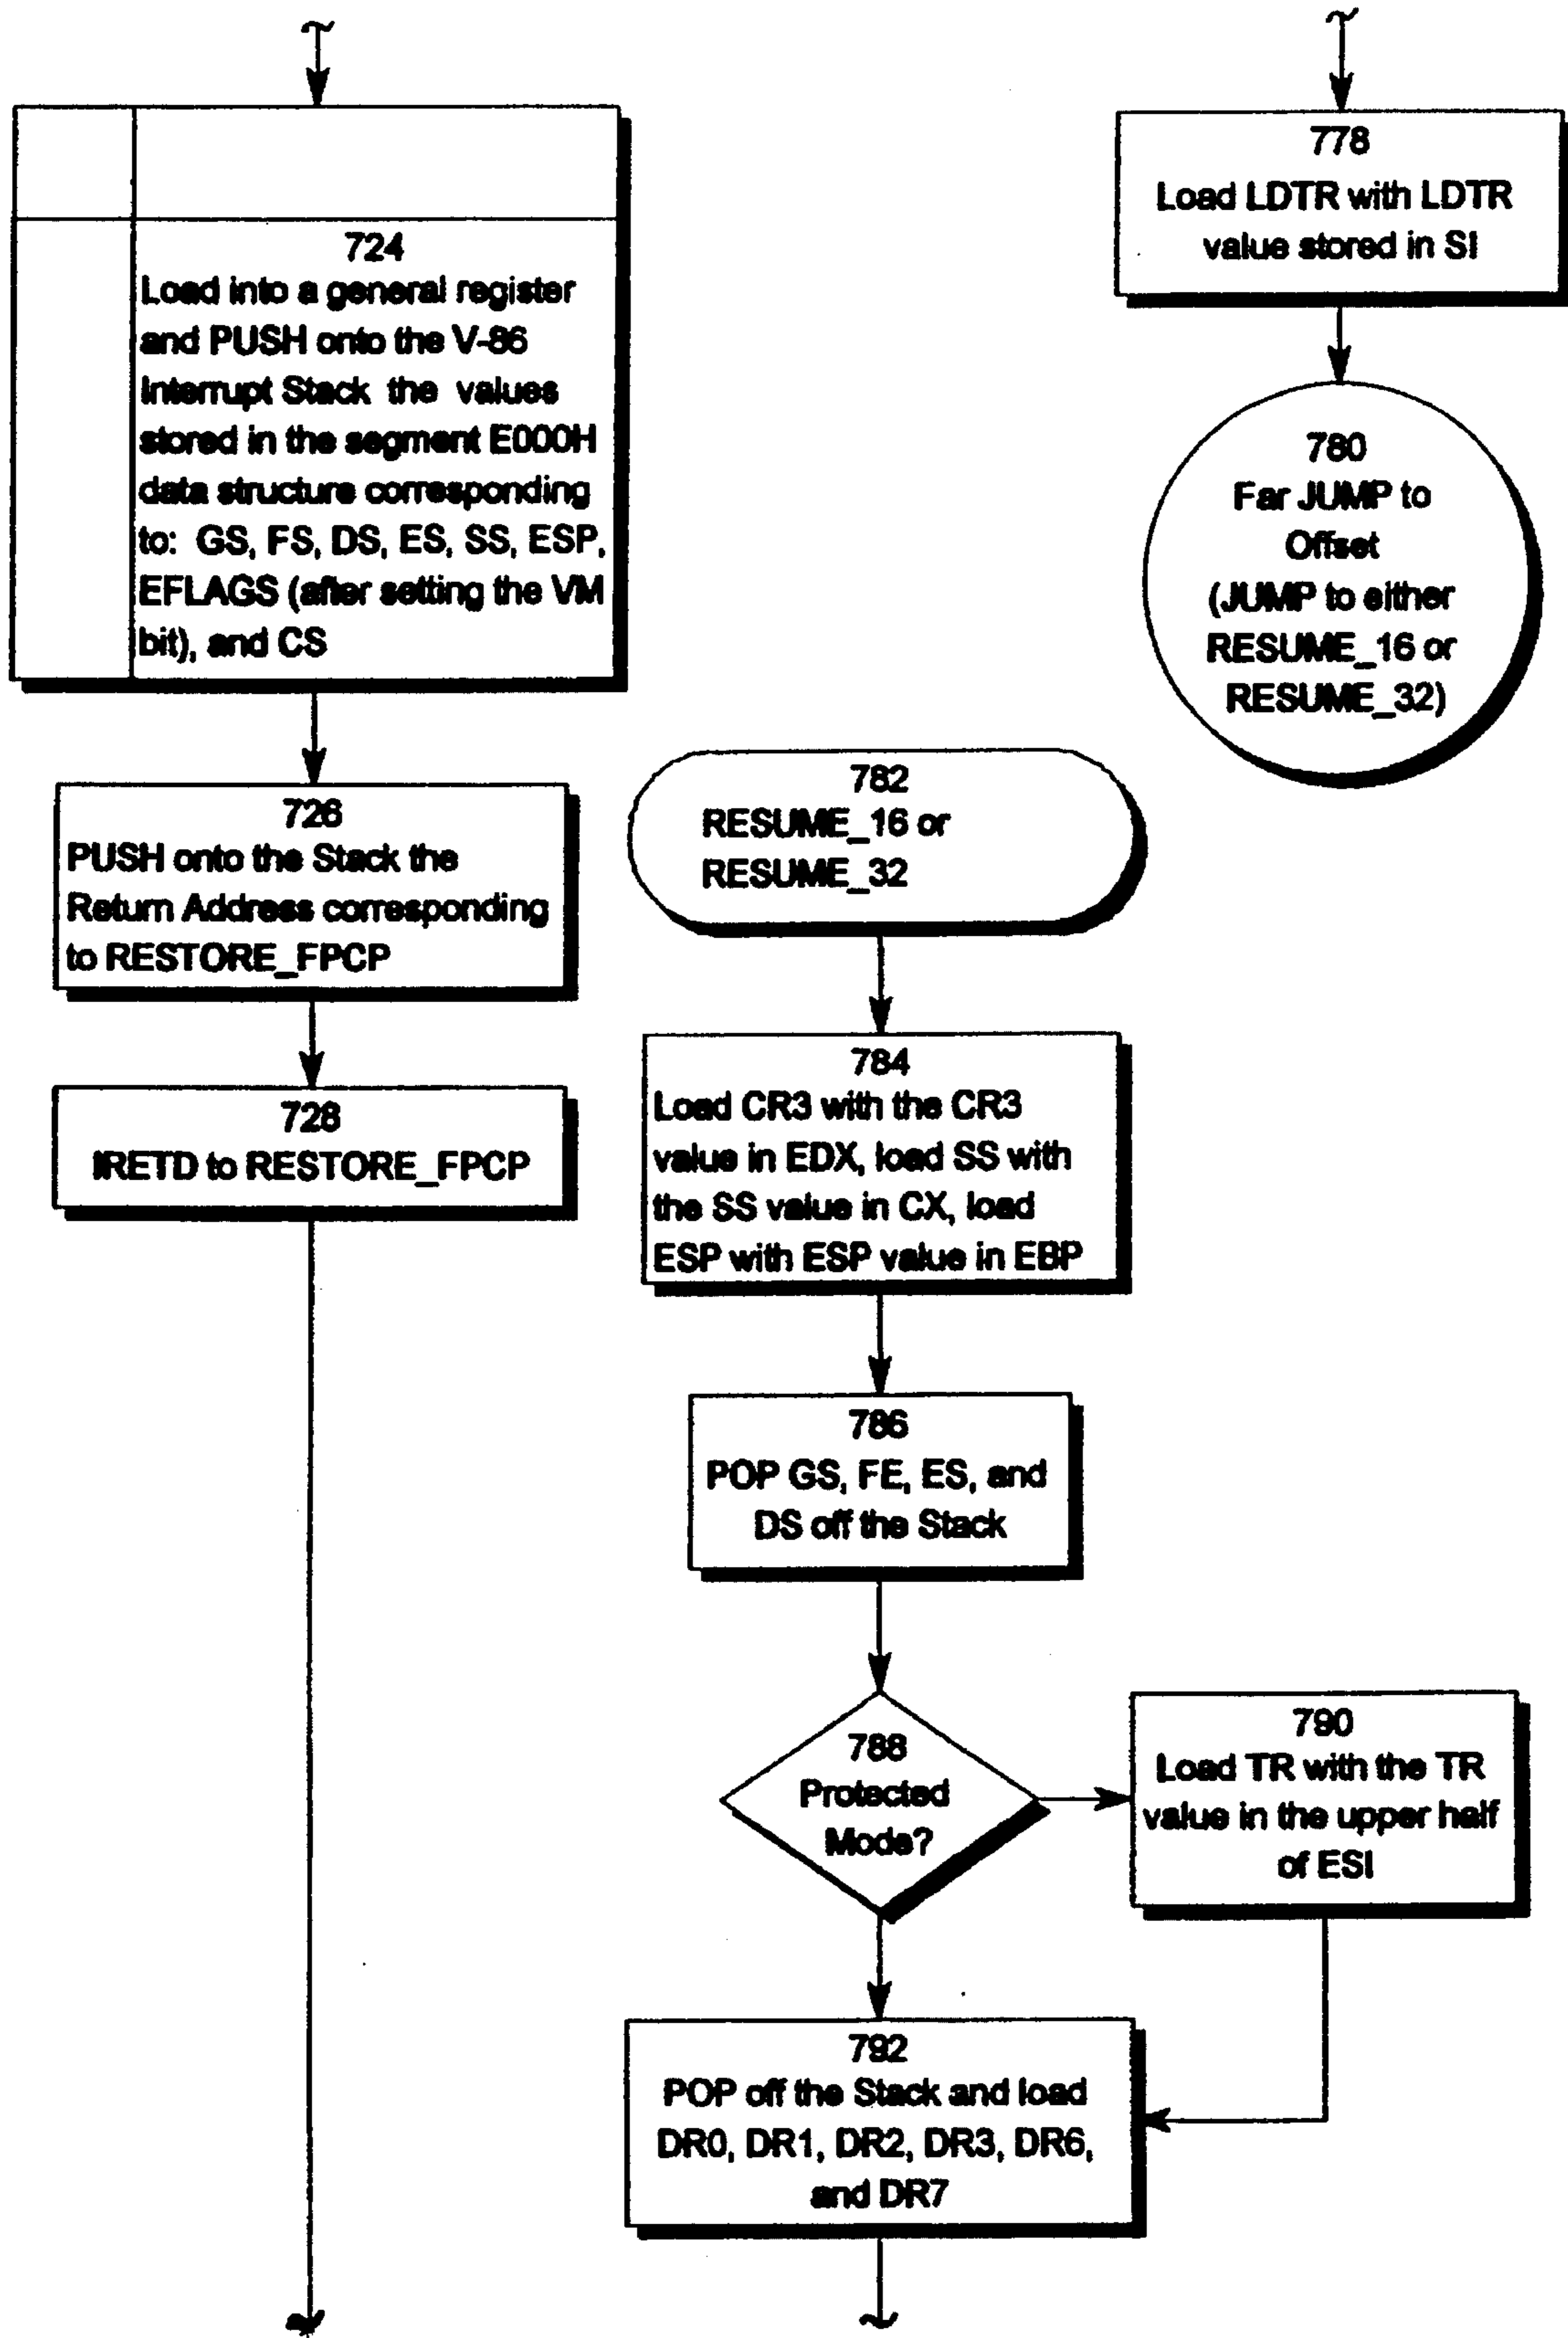 724
Load into a general register
and PUSH onto the V-86
Interrupt Stack the values
stored in the segment E000H
data structure corresponding
to: GS, FS, DS, ES, SS, ESP,
EFLAGS (after setting the VM
bit), and CS
726
PUSH onto the Stack the
Return Address corresponding
to RESTORE_FPCP
728
IRETD to RESTORE_FPCP
778
Load LDTR with LDTR
value stored in SI
780
Far JUMP to
Offset
(JUMP to either
RESUME_16 or
RESUME_32)
782
RESUME_16 or
RESUME_32
784
Load CR3 with the CR3
value in EDX, load SS with
the SS value in CX, load
ESP with ESP value in EBP
786
POP GS, FE, ES, and
DS off the Stack
788
Protected
Mode?
790
Load TR with the TR
value in the upper half
of ESI
792
POP off the Stack and load
DR0, DR1, DR2, DR3, DR6,
and DR7